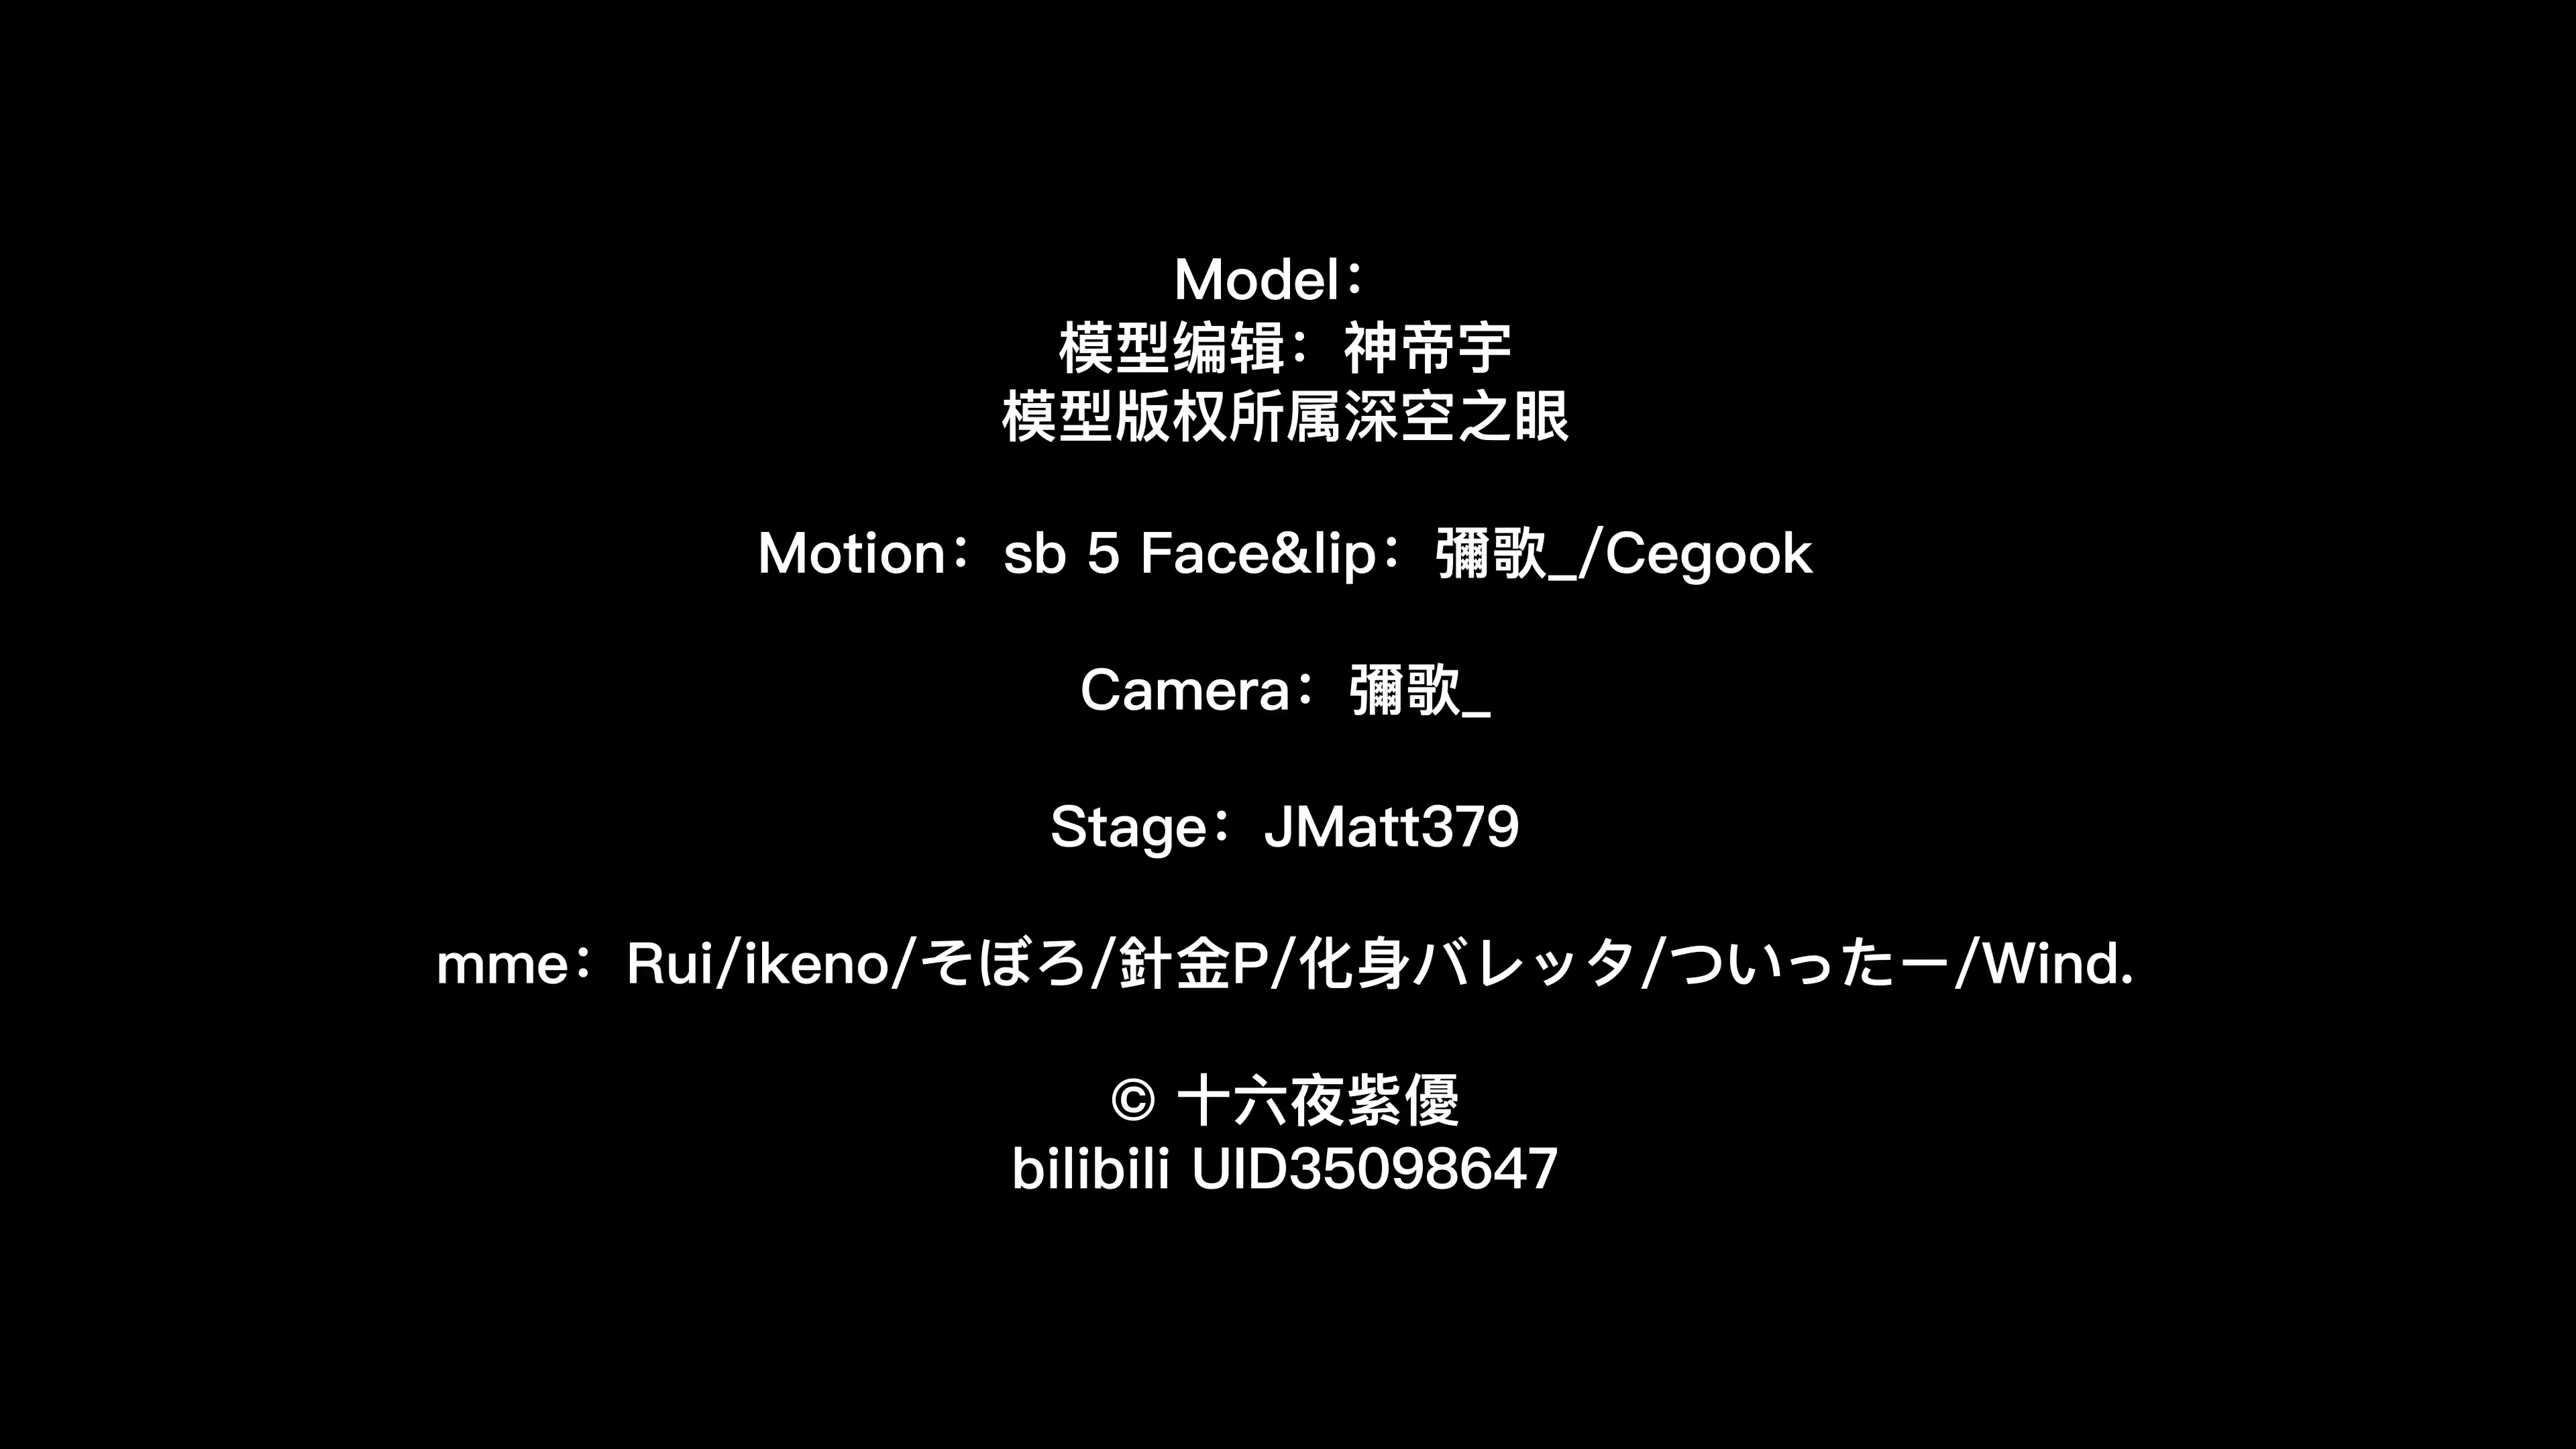 Model：
模型编辑：神帝宇
模型版权所属深空之眼
Motion：sb 5 Face&lip：彌歌_/Cegook
Camera：彌歌_
Stage：JMatt379
mme：Rui/ikeno/そぼろ/針金P/化身バレッタ/ついったー/Wind.
© 十六夜紫優
bilibili UID35098647